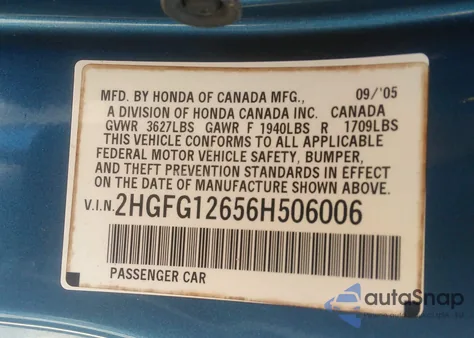 MFD. BY HONDA OF CANADA MFG., 09/'05
A DIVISION OF HONDA CANADA INC. CANADA
GVWR 3627LBS GAWR F 1940LBS R 1709LBS
THIS VEHICLE CONFORMS TO ALL APPLICABLE
FEDERAL MOTOR VEHICLE SAFETY, BUMPER,
AND THEFT PREVENTION STANDARDS IN EFFECT
ON THE DATE OF MANUFACTURE SHOWN ABOVE.
V.I.N. 2HGFG12656H506006
PASSENGER CAR
autoSnap